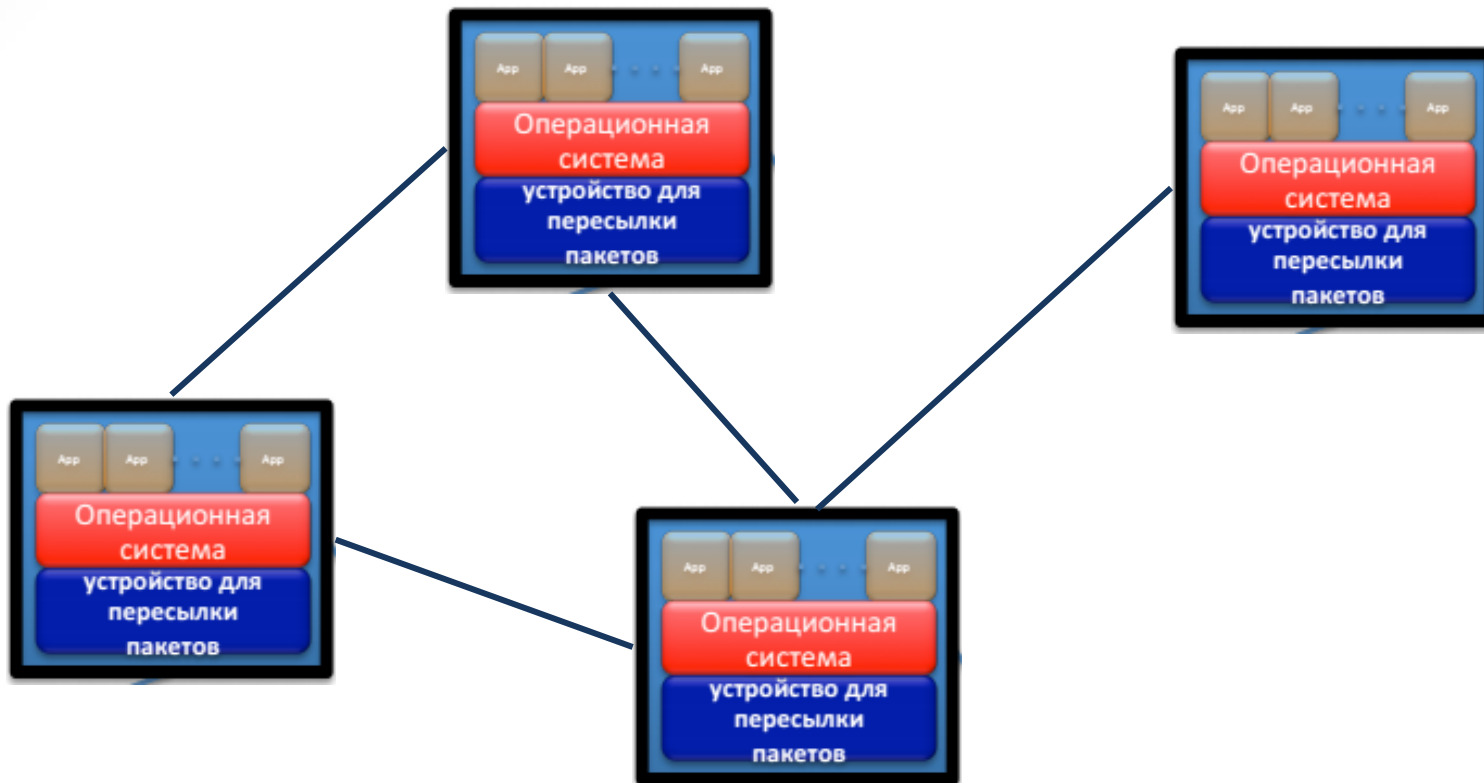 App App App
Операционная
система
устройство для
пересылки
пакетов
App App App
Операционная
система
устройство для
пересылки
пакетов
App App App
Операционная
система
устройство для
пересылки
пакетов
App App App
Операционная
система
устройство для
пересылки
пакетов